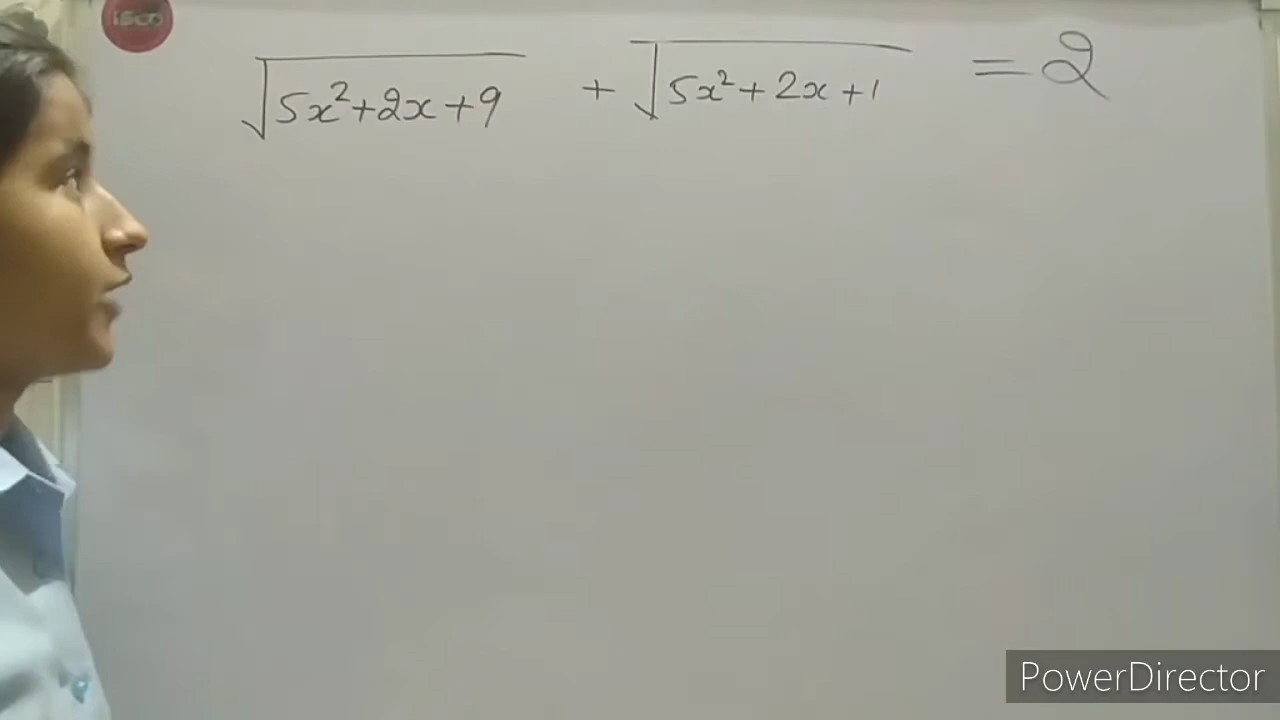 √(5x²+2x+9) + √(5x²+2x+1) = 2
PowerDirector